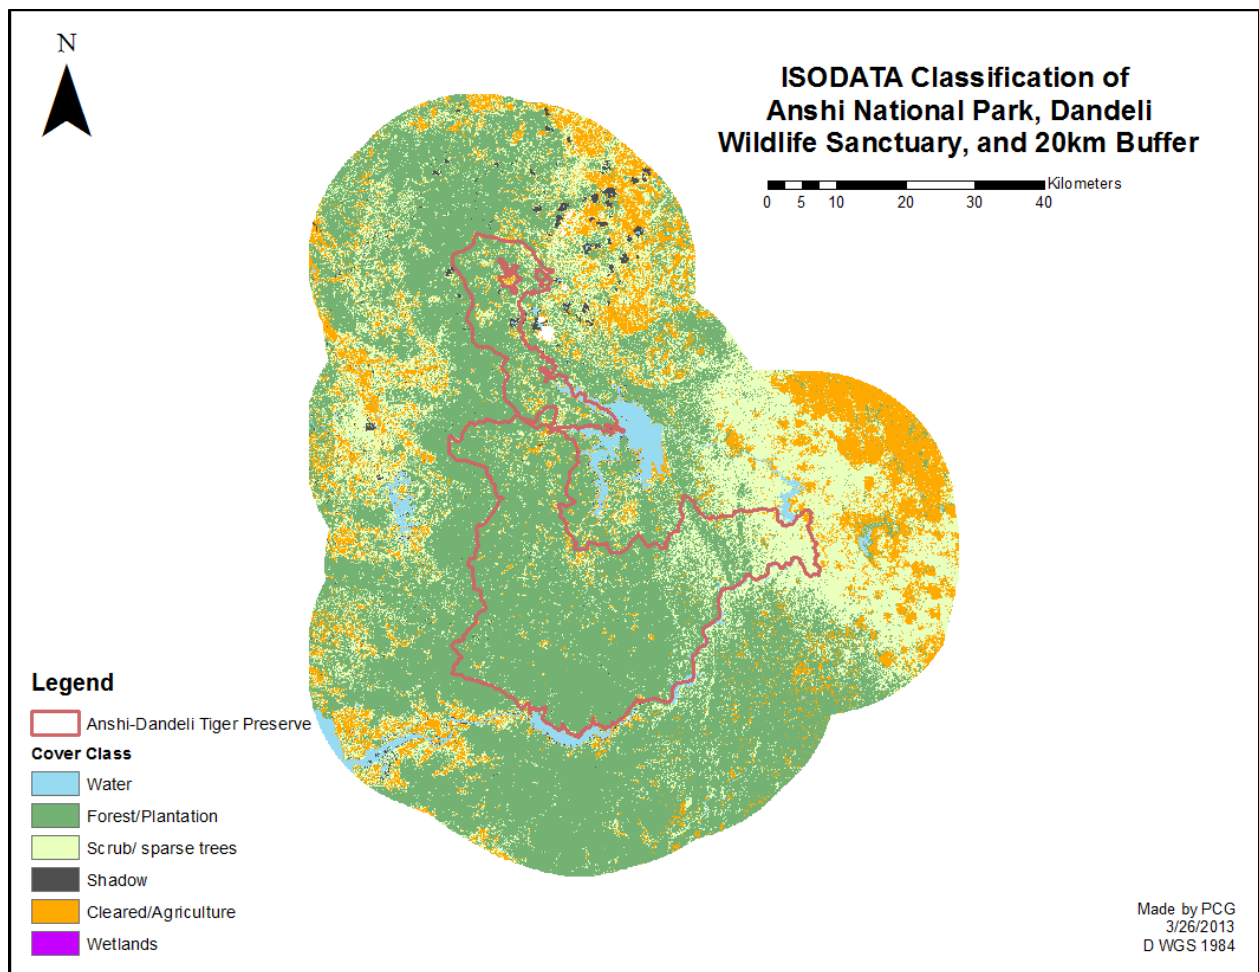 N
ISODATA Classification of
Anshi National Park, Dandeli
Wildlife Sanctuary, and 20km Buffer
Kilometers
0 5 10 20 30 40
Legend
Anshi-Dandeli Tiger Preserve
Cover Class
Water
Forest/Plantation
Scrub/ sparse trees
Shadow
Cleared/Agriculture
Wetlands
Made by PCG
3/26/2013
D WGS 1984